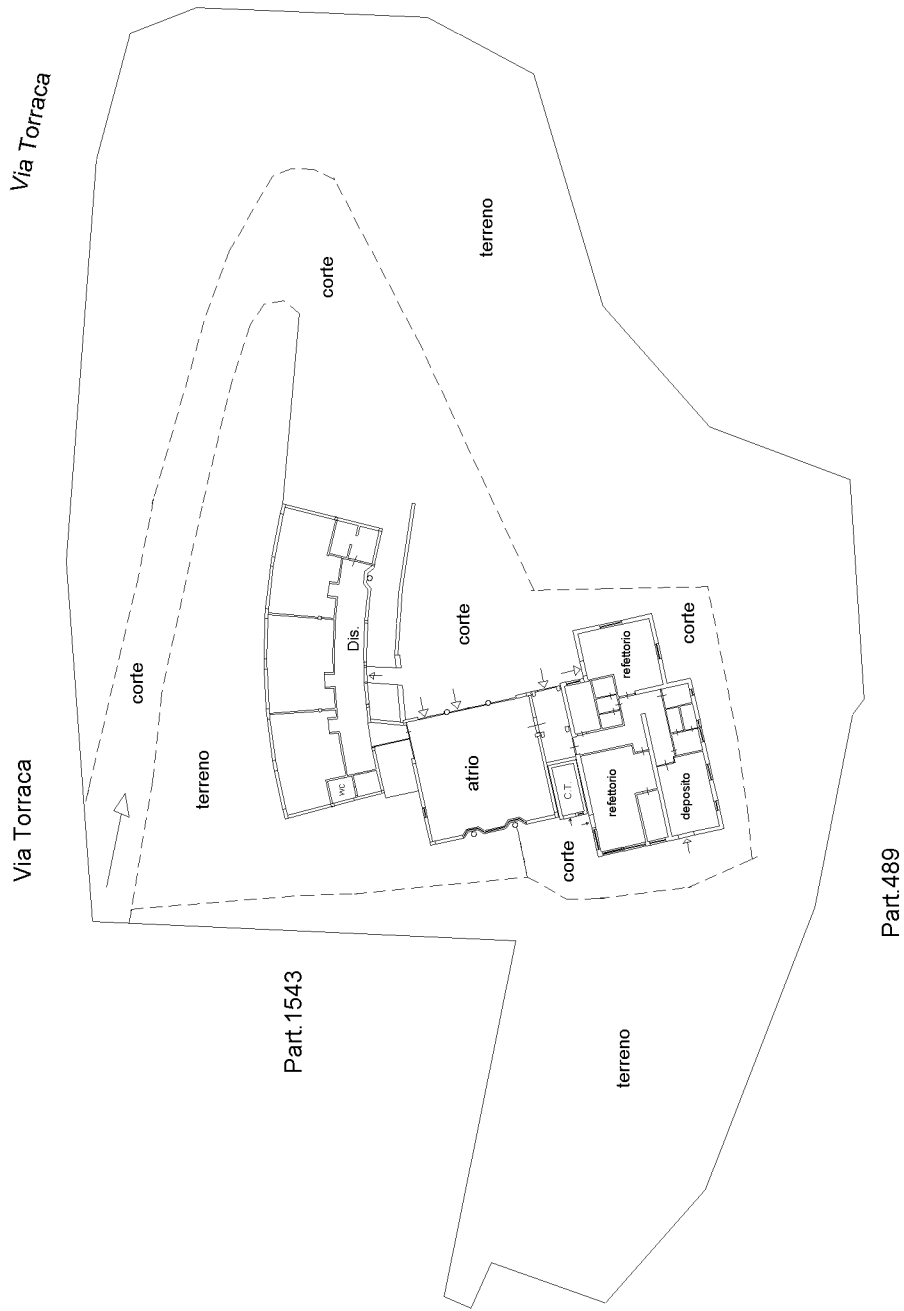 Via Torraca
Via Torraca
corte
terreno
corte
terreno
Dis.
WC
corte
atrio
C.T.
corte
refettorio
refettorio
deposito
corte
terreno
Part.1543
Part.489